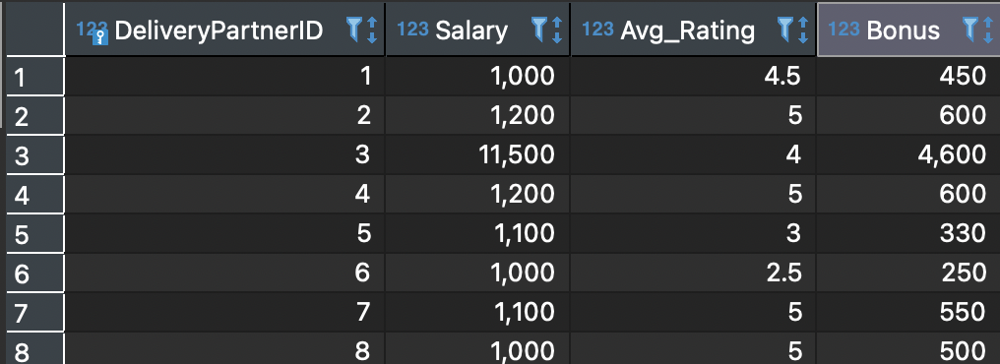 123 DeliveryPartnerID 123 Salary 123 Avg_Rating 123 Bonus
1 1 1,000 4.5 450
2 2 1,200 5 600
3 3 11,500 4 4,600
4 4 1,200 5 600
5 5 1,100 3 330
6 6 1,000 2.5 250
7 7 1,100 5 550
8 8 1,000 5 500